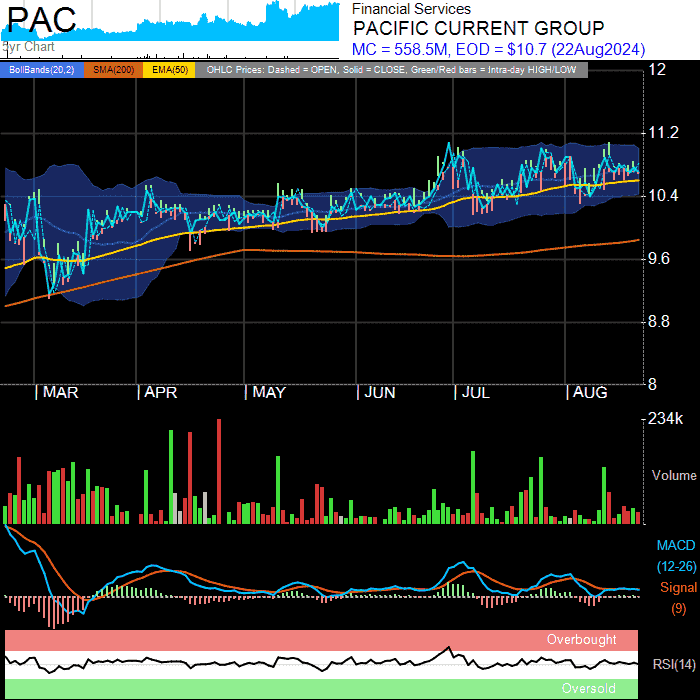 PAC
5yr Chart
Financial Services
PACIFIC CURRENT GROUP
MC = 558.5M, EOD = $10.7 (22Aug2024)
BollBands(20,2) SMA(200) EMA(50) OHLC Prices: Dashed = OPEN, Solid = CLOSE, Green/Red bars = Intra-day HIGH/LOW
12
11.2
10.4
9.6
8.8
8
MAR APR MAY JUN JUL AUG
234k
Volume
MACD
(12-26)
Signal
(9)
Overbought
RSI(14)
Oversold